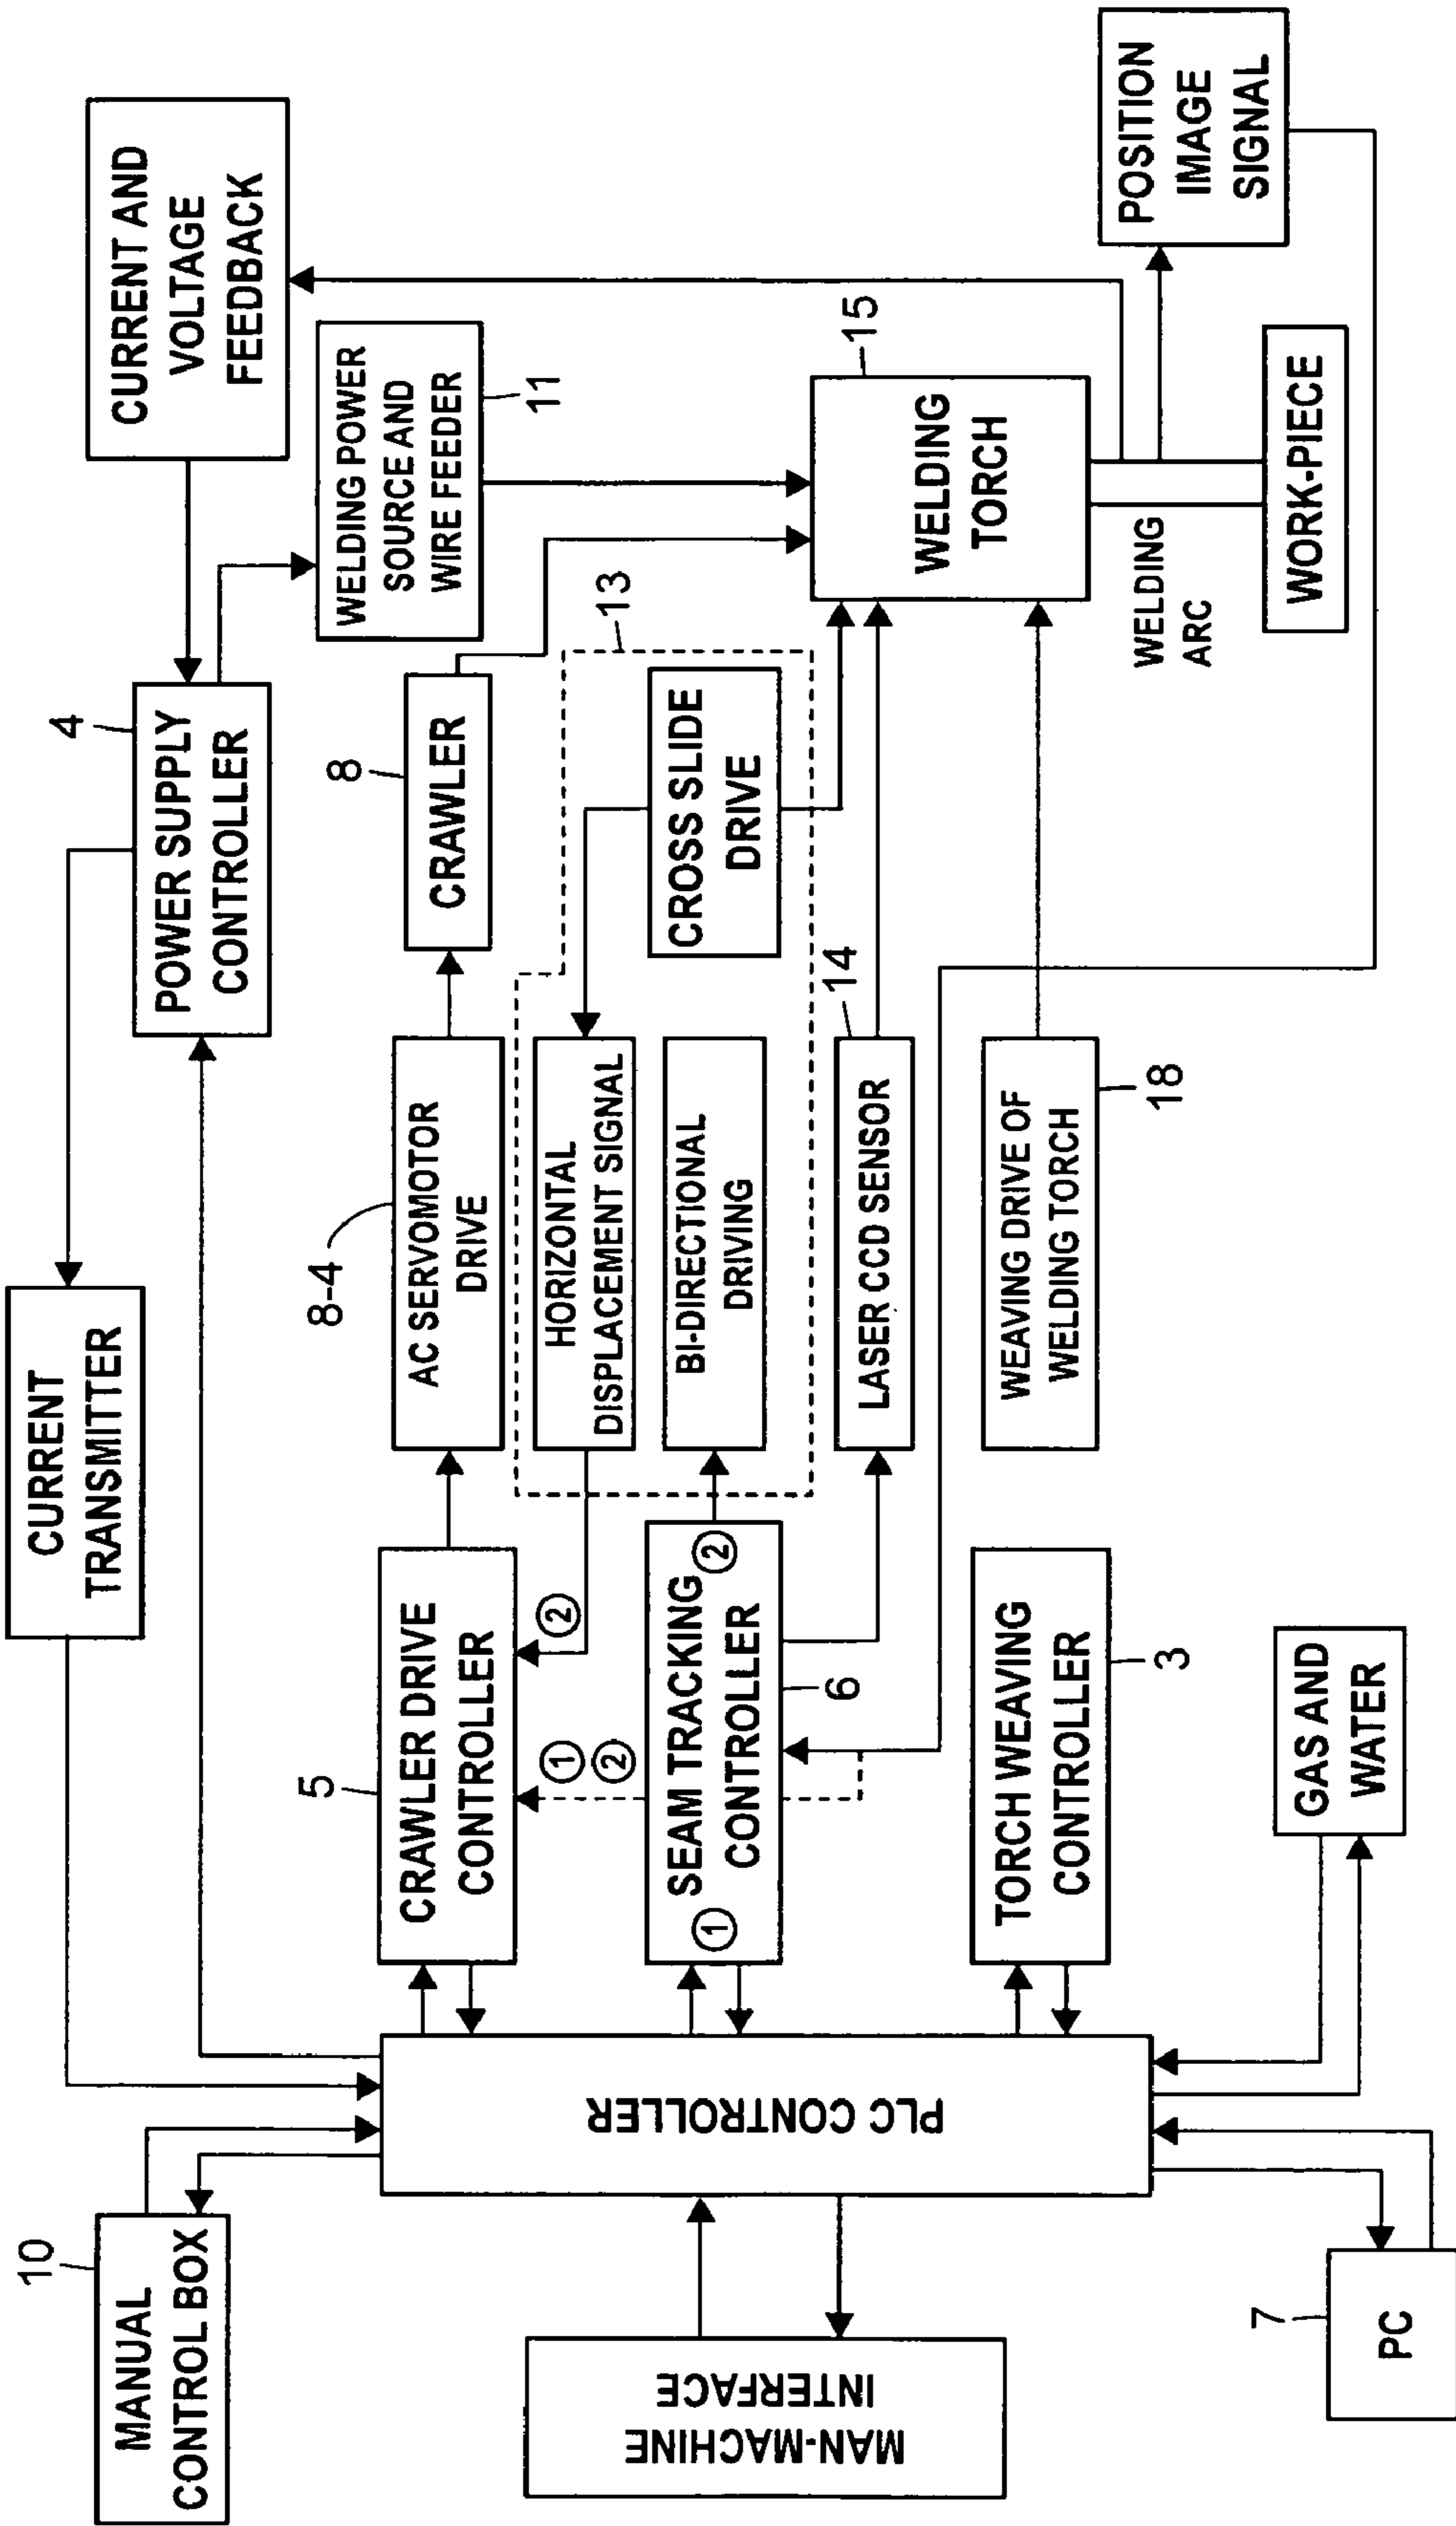 CURRENT
TRANSMITTER
CURRENT AND
VOLTAGE
FEEDBACK
10
MANUAL
CONTROL BOX
4
POWER SUPPLY
CONTROLLER
WELDING POWER
SOURCE AND
WIRE FEEDER
11
5
CRAWLER DRIVE
CONTROLLER
8-4
AC SERVOMOTOR
DRIVE
8
CRAWLER
②
① ②
HORIZONTAL
DISPLACEMENT SIGNAL
13
MAN-MACHINE
INTERFACE
PLC CONTROLLER
SEAM TRACKING
CONTROLLER
①
②
6
BI-DIRECTIONAL
DRIVING
CROSS SLIDE
DRIVE
14
LASER CCD SENSOR
15
WELDING
TORCH
TORCH WEAVING
CONTROLLER
3
WEAVING DRIVE OF
WELDING TORCH
18
WELDING
ARC
POSITION
IMAGE
SIGNAL
7
PC
GAS AND
WATER
WORK-PIECE